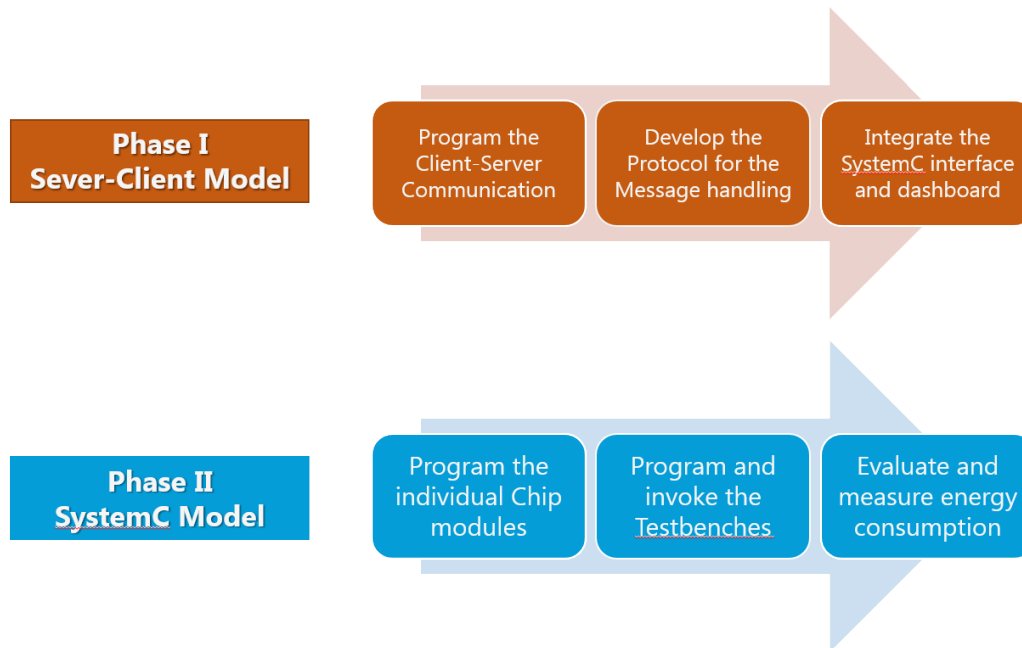 Phase I
Sever-Client Model
Program the
Client-Server
Communication
Develop the
Protocol for the
Message handling
Integrate the
SystemC interface
and dashboard
Phase II
SystemC Model
Program the
individual Chip
modules
Program and
invoke the
Testbenches
Evaluate and
measure energy
consumption